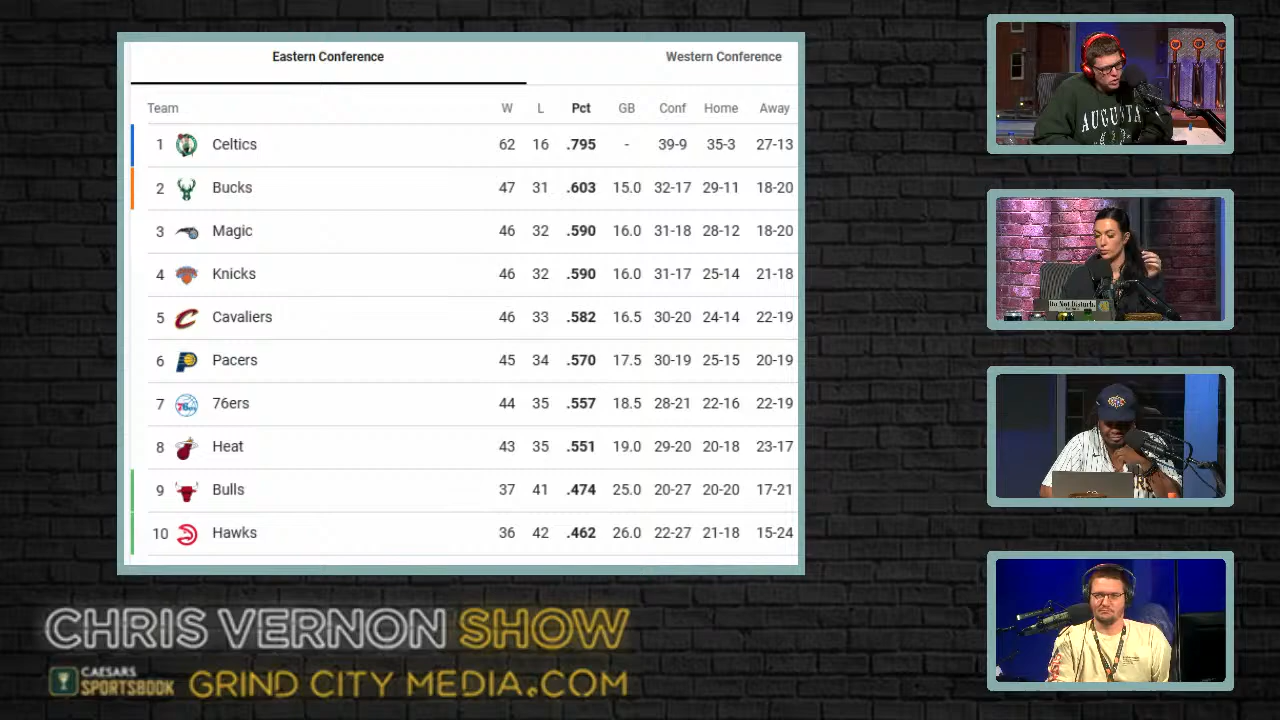 Eastern Conference Western Conference
Team W L Pct GB Conf Home Away
1 Celtics 62 16 .795 - 39-9 35-3 27-13
2 Bucks 47 31 .603 15.0 32-17 29-11 18-20
3 Magic 46 32 .590 16.0 31-18 28-12 18-20
4 Knicks 46 32 .590 16.0 31-17 25-14 21-18
5 Cavaliers 46 33 .582 16.5 30-20 24-14 22-19
6 Pacers 45 34 .570 17.5 30-19 25-15 20-19
7 76ers 44 35 .557 18.5 28-21 22-16 22-19
8 Heat 43 35 .551 19.0 29-20 20-18 23-17
9 Bulls 37 41 .474 25.0 20-27 20-20 17-21
10 Hawks 36 42 .462 26.0 22-27 21-18 15-24
AUGUSTA
Do Not Disturb.
CHRIS VERNON SHOW
CAESARS
SPORTSBOOK
GRIND CITY MEDIA.COM